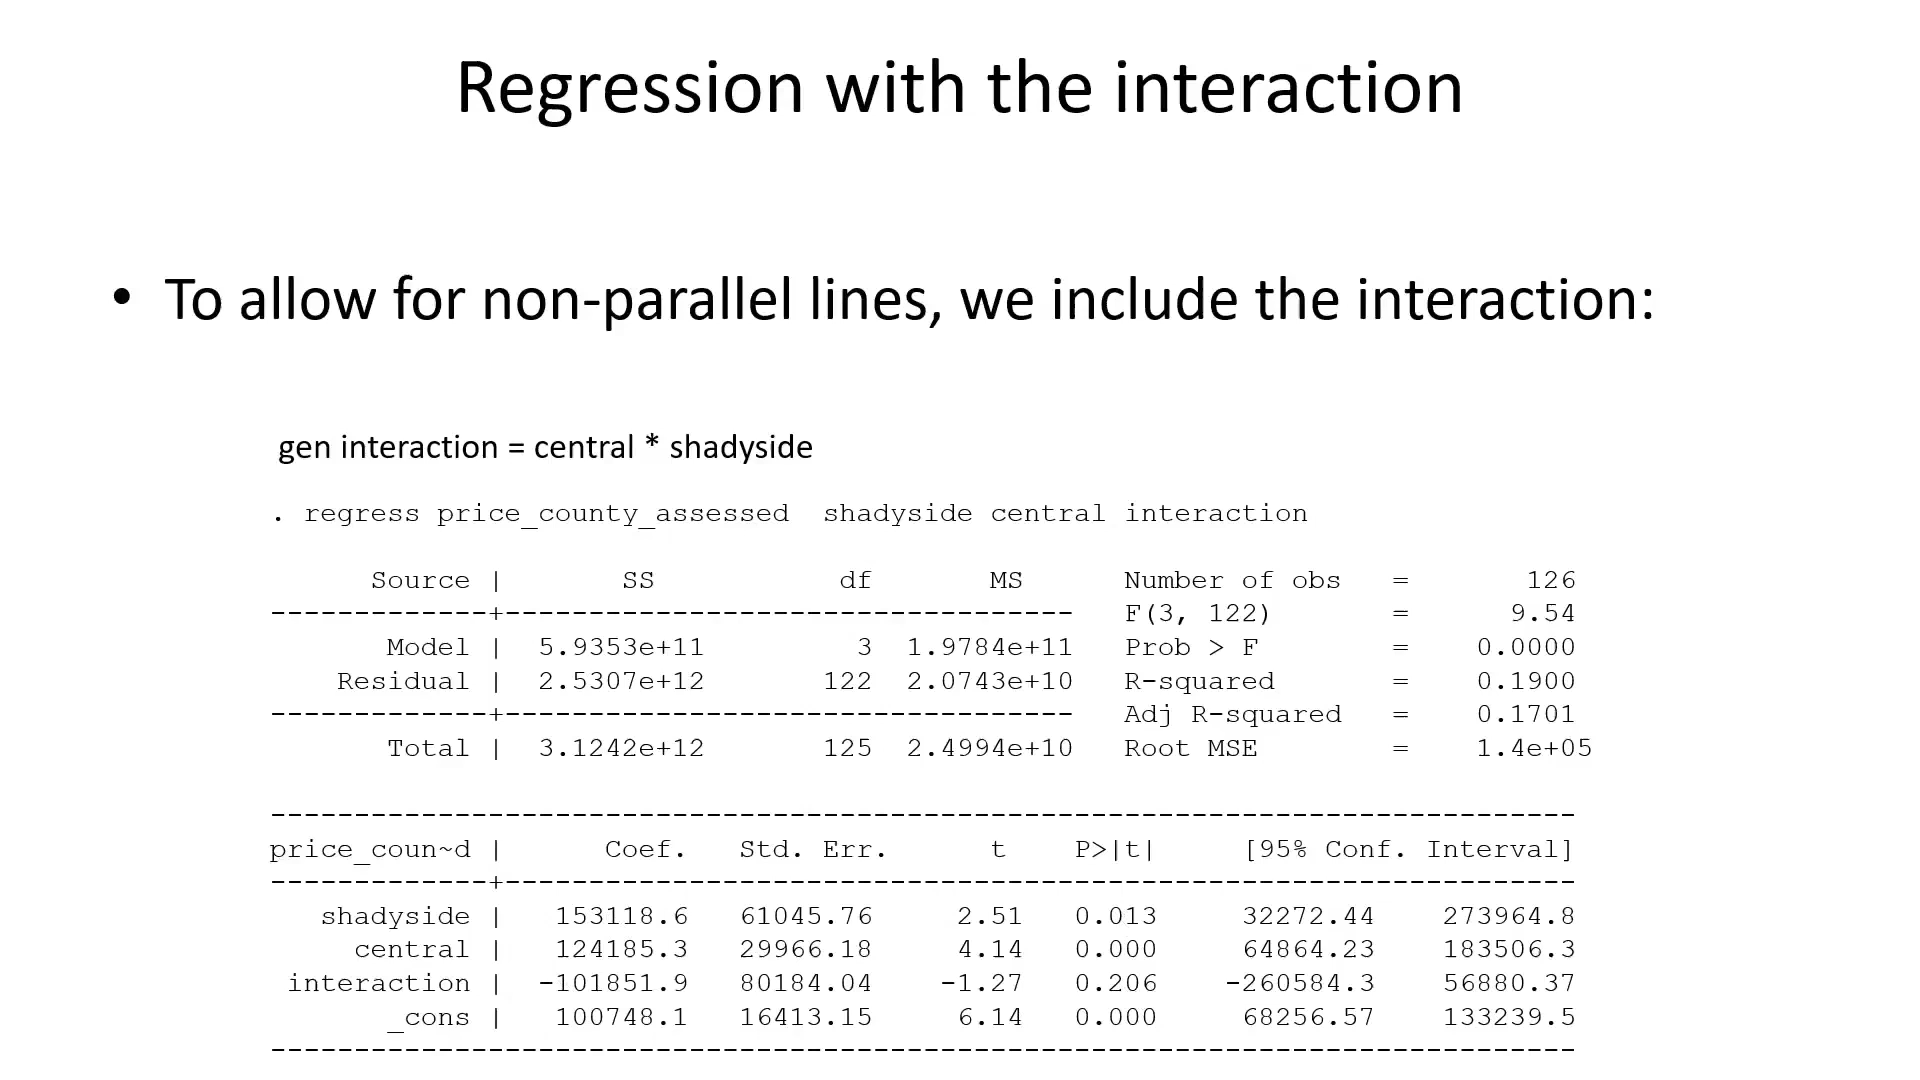 Regression with the interaction
• To allow for non-parallel lines, we include the interaction:
gen interaction = central * shadyside
. regress price_county_assessed  shadyside central interaction
      Source |       SS           df       MS      Number of obs   =       126
-------------+----------------------------------   F(3, 122)       =      9.54
       Model |  5.9353e+11         3  1.9784e+11   Prob > F        =    0.0000
    Residual |  2.5307e+12       122  2.0743e+10   R-squared       =    0.1900
-------------+----------------------------------   Adj R-squared   =    0.1701
       Total |  3.1242e+12       125  2.4994e+10   Root MSE        =    1.4e+05
------------------------------------------------------------------------------
price_coun~d |      Coef.   Std. Err.      t    P>|t|     [95% Conf. Interval]
-------------+----------------------------------------------------------------
   shadyside |   153118.6   61045.76     2.51   0.013     32272.44    273964.8
     central |   124185.3   29966.18     4.14   0.000     64864.23    183506.3
 interaction |  -101851.9   80184.04    -1.27   0.206    -260584.3    56880.37
       _cons |   100748.1   16413.15     6.14   0.000     68256.57    133239.5
------------------------------------------------------------------------------